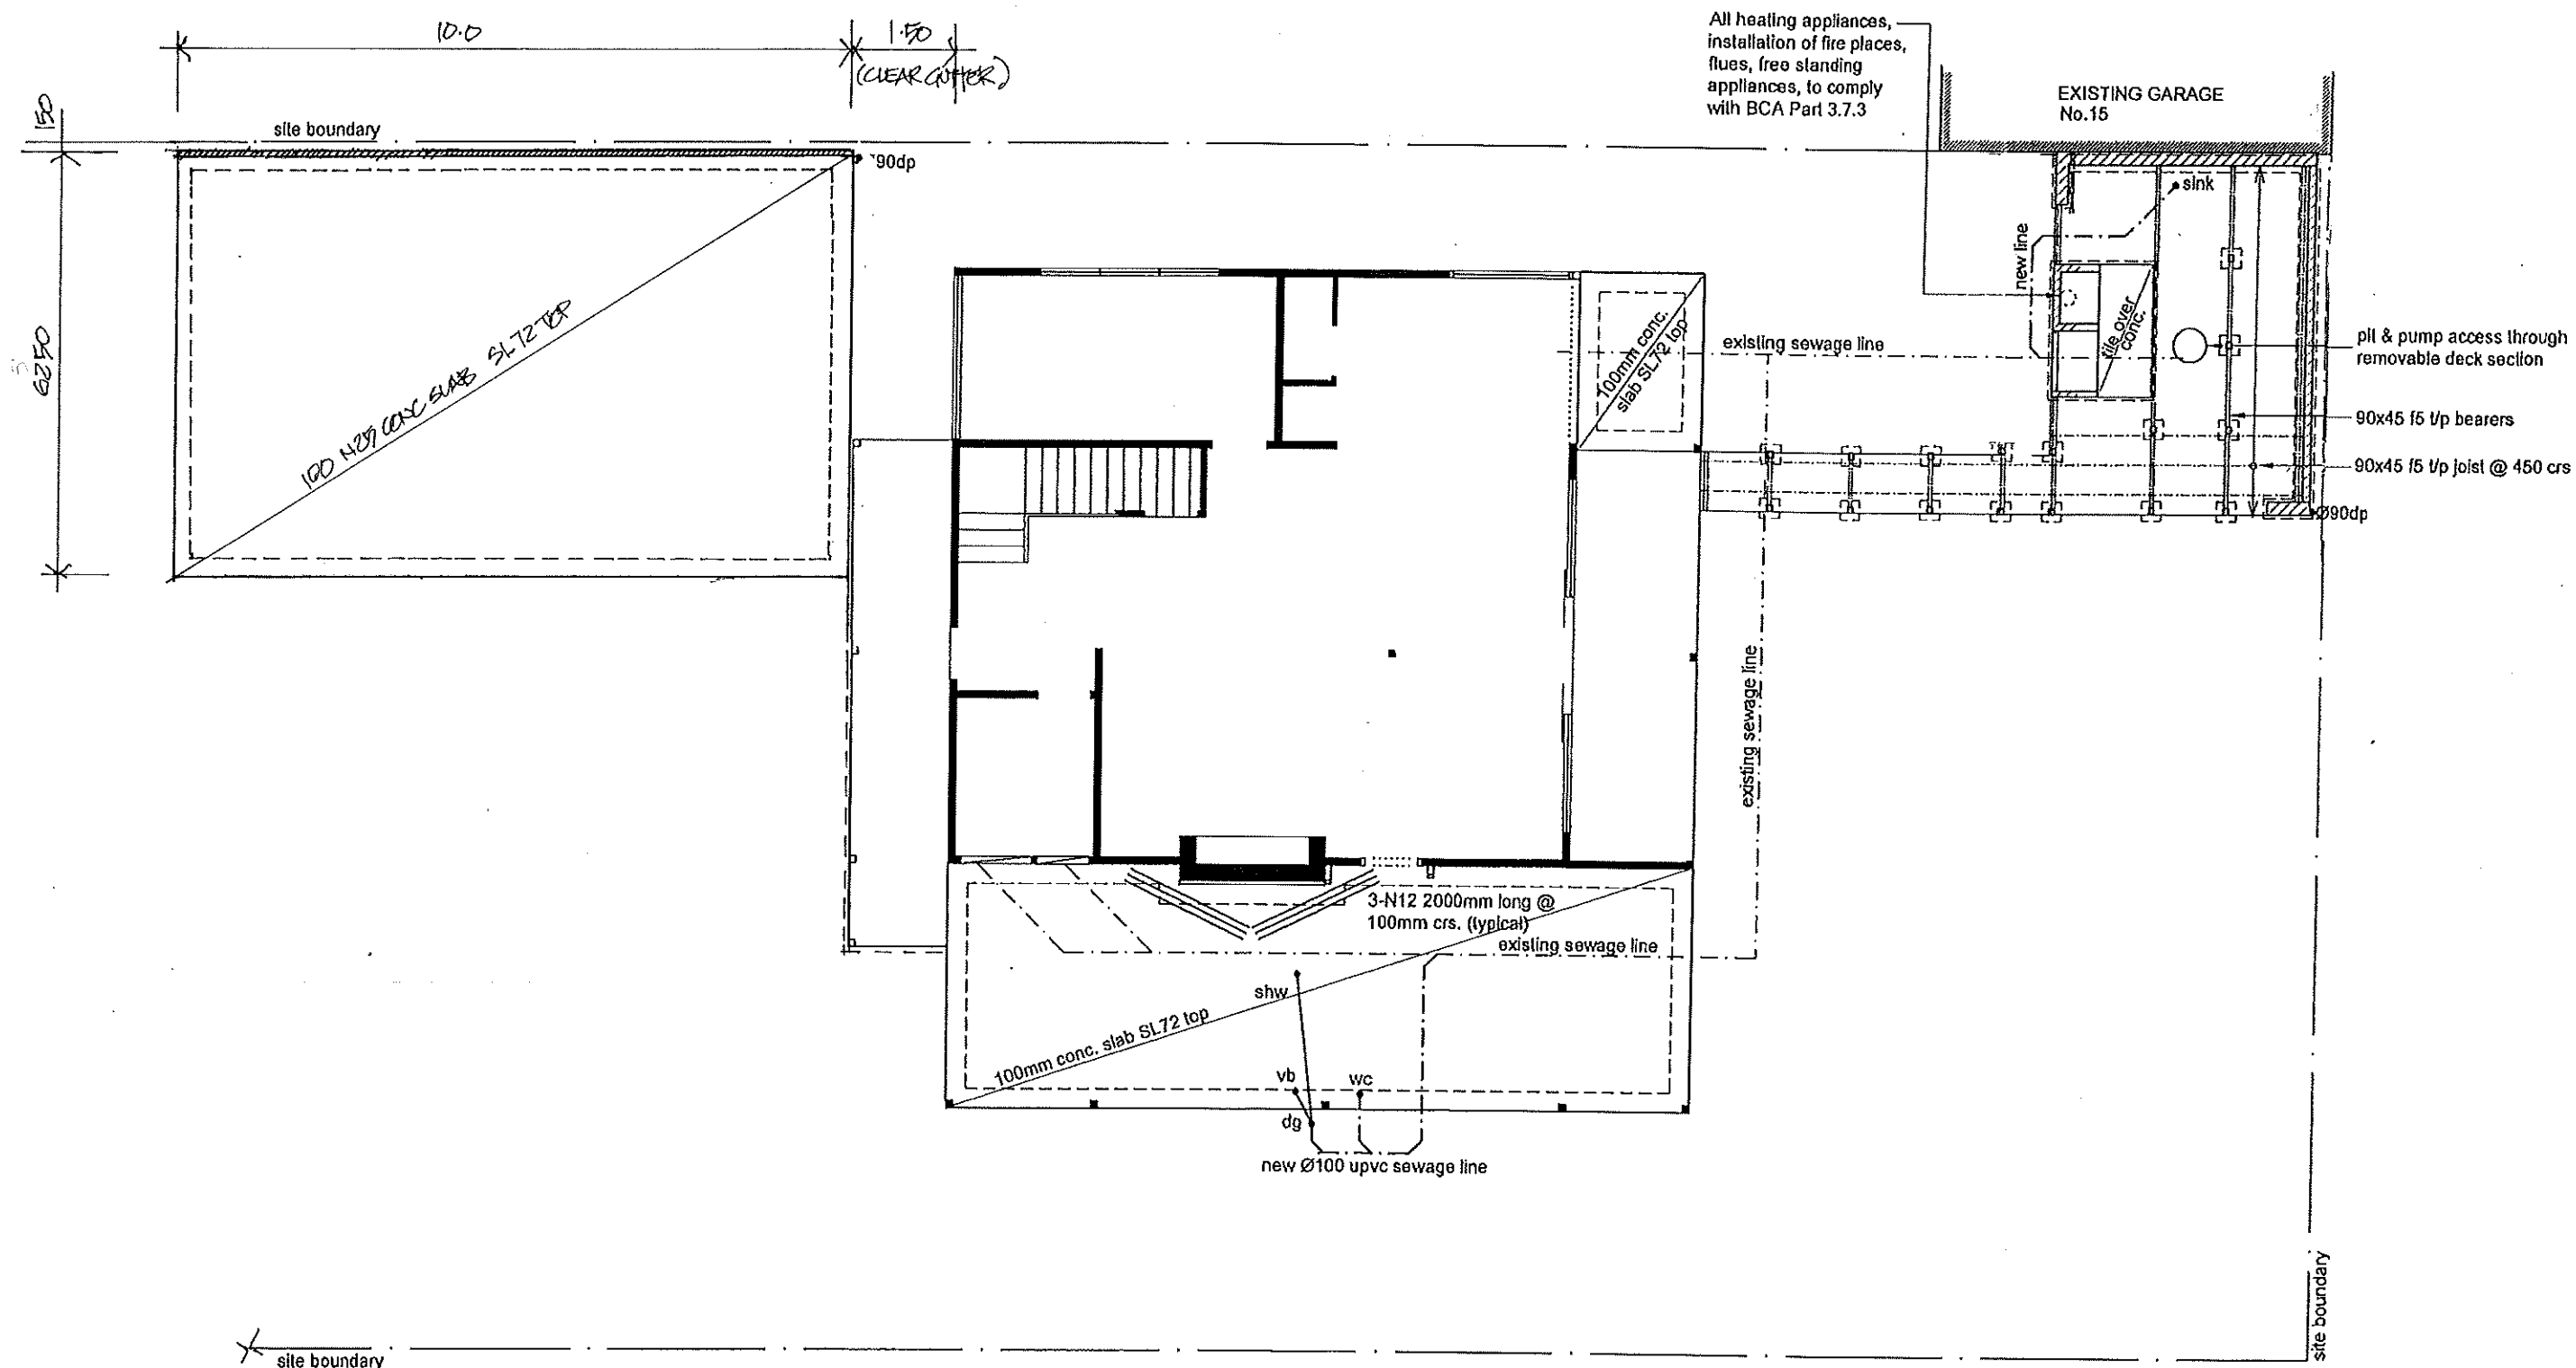 10.0
1.50
(CLEAR GUTTER)
All heating appliances,
installation of fire places,
flues, free standing
appliances, to comply
with BCA Part 3.7.3
EXISTING GARAGE
No.15
150
site boundary
90dp
sink
new line
6250
100 N25 CONC SLAB SL72 TOP
100mm conc.
slab SL72 top
existing sewage line
tile over
conc.
pit & pump access through
removable deck section
90x45 f5 t/p bearers
90x45 f5 t/p joist @ 450 crs
Ø90dp
existing sewage line
3-N12 2000mm long @
100mm crs. (typical)
existing sewage line
shw
100mm conc. slab SL72 top
vb
wc
dg
new Ø100 upvc sewage line
site boundary
site boundary